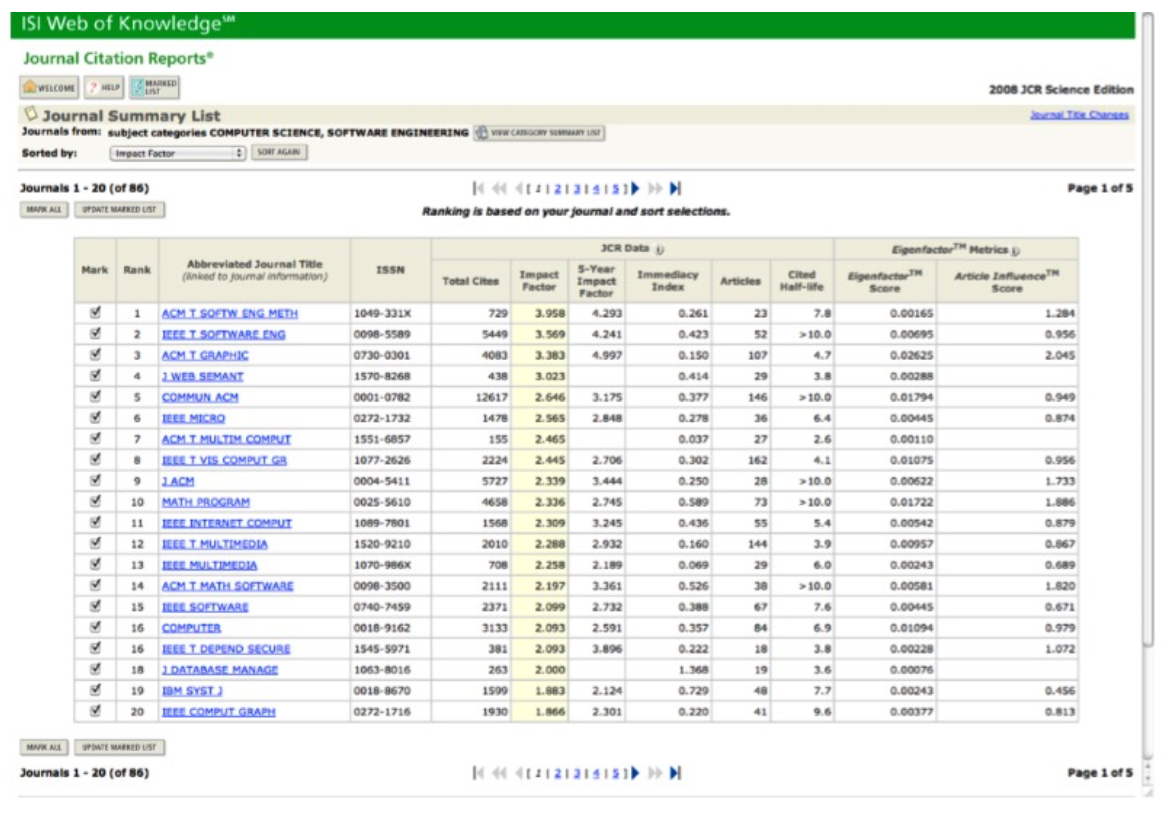 ISI Web of Knowledge℠
Journal Citation Reports®
WELCOME ? HELP MARKED LIST
2008 JCR Science Edition
Journal Summary List
Journal Title Changes
Journals from: subject categories COMPUTER SCIENCE, SOFTWARE ENGINEERING VIEW CATEGORY SUMMARY LIST
Sorted by: Impact Factor SORT AGAIN
Journals 1 - 20 (of 86) [ 1 | 2 | 3 | 4 | 5 ] Page 1 of 5
MARK ALL UPDATE MARKED LIST
Ranking is based on your journal and sort selections.
Mark Rank Abbreviated Journal Title (linked to journal information) ISSN JCR Data Eigenfactor™ Metrics
Total Cites Impact Factor 5-Year Impact Factor Immediacy Index Articles Cited Half-life Eigenfactor™ Score Article Influence™ Score
1 ACM T SOFTW ENG METH 1049-331X 729 3.958 4.293 0.261 23 7.8 0.00165 1.284
2 IEEE T SOFTWARE ENG 0098-5589 5449 3.569 4.241 0.423 52 >10.0 0.00695 0.956
3 ACM T GRAPHIC 0730-0301 4083 3.383 4.997 0.150 107 4.7 0.02625 2.045
4 J WEB SEMANT 1570-8268 438 3.023 0.414 29 3.8 0.00288
5 COMMUN ACM 0001-0782 12617 2.646 3.175 0.377 146 >10.0 0.01794 0.949
6 IEEE MICRO 0272-1732 1478 2.565 2.848 0.278 36 6.4 0.00445 0.874
7 ACM T MULTIM COMPUT 1551-6857 155 2.465 0.037 27 2.6 0.00110
8 IEEE T VIS COMPUT GR 1077-2626 2224 2.445 2.706 0.302 162 4.1 0.01075 0.956
9 J ACM 0004-5411 5727 2.339 3.444 0.250 28 >10.0 0.00622 1.733
10 MATH PROGRAM 0025-5610 4658 2.336 2.745 0.589 73 >10.0 0.01722 1.886
11 IEEE INTERNET COMPUT 1089-7801 1568 2.309 3.245 0.436 55 5.4 0.00542 0.879
12 IEEE T MULTIMEDIA 1520-9210 2010 2.288 2.932 0.160 144 3.9 0.00957 0.867
13 IEEE MULTIMEDIA 1070-986X 708 2.258 2.189 0.069 29 6.0 0.00243 0.689
14 ACM T MATH SOFTWARE 0098-3500 2111 2.197 3.361 0.526 38 >10.0 0.00581 1.820
15 IEEE SOFTWARE 0740-7459 2371 2.099 2.732 0.388 67 7.6 0.00445 0.671
16 COMPUTER 0018-9162 3133 2.093 2.591 0.357 84 6.9 0.01094 0.979
16 IEEE T DEPEND SECURE 1545-5971 381 2.093 3.896 0.222 18 3.8 0.00228 1.072
18 J DATABASE MANAGE 1063-8016 263 2.000 1.368 19 3.6 0.00076
19 IBM SYST J 0018-8670 1599 1.883 2.124 0.729 48 7.7 0.00243 0.456
20 IEEE COMPUT GRAPH 0272-1716 1930 1.866 2.301 0.220 41 9.6 0.00377 0.813
MARK ALL UPDATE MARKED LIST
Journals 1 - 20 (of 86) [ 1 | 2 | 3 | 4 | 5 ] Page 1 of 5